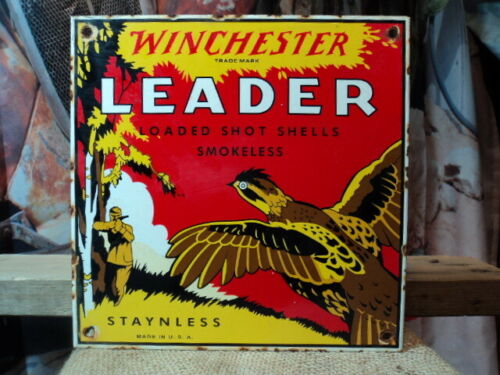 WINCHESTER
TRADE MARK
LEADER
LOADED SHOT SHELLS
SMOKELESS
STAYNLESS
MADE IN U.S.A.